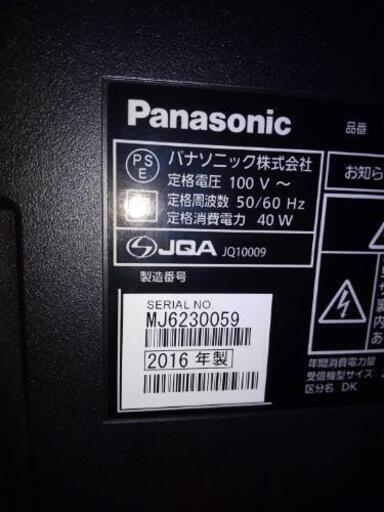 Panasonic
品番
PS
E
パナソニック株式会社
定格電圧 100 V ～
定格周波数 50/60 Hz
定格消費電力 40 W
JQA JQ10009
製造番号
SERIAL NO.
MJ6230059
2016 年製
お知ら
内
あ
年間消費電力量
受信機型サイズ
区分名 DK